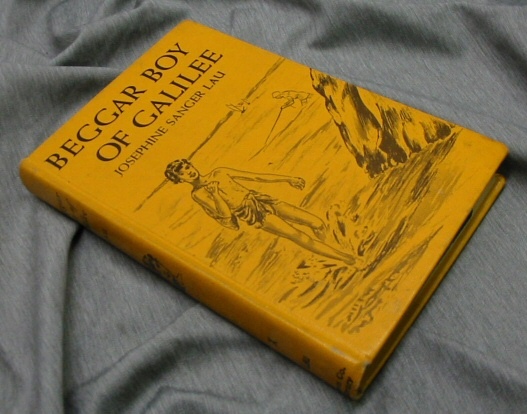 BEGGAR BOY
OF GALILEE
JOSEPHINE SANGER LAU